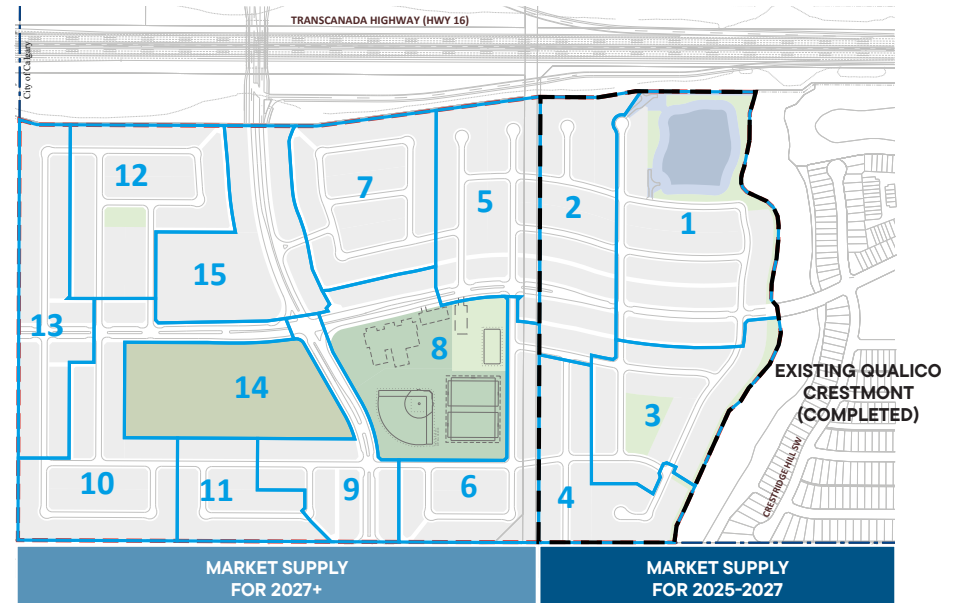 TRANSCANADA HIGHWAY (HWY 16)
City of Calgary
12
7
5
2
1
15
13
8
14
3
10
11
9
6
4
EXISTING QUALICO
CRESTMONT
(COMPLETED)
CRESTRIDGE HILL SW
MARKET SUPPLY
FOR 2027+
MARKET SUPPLY
FOR 2025-2027